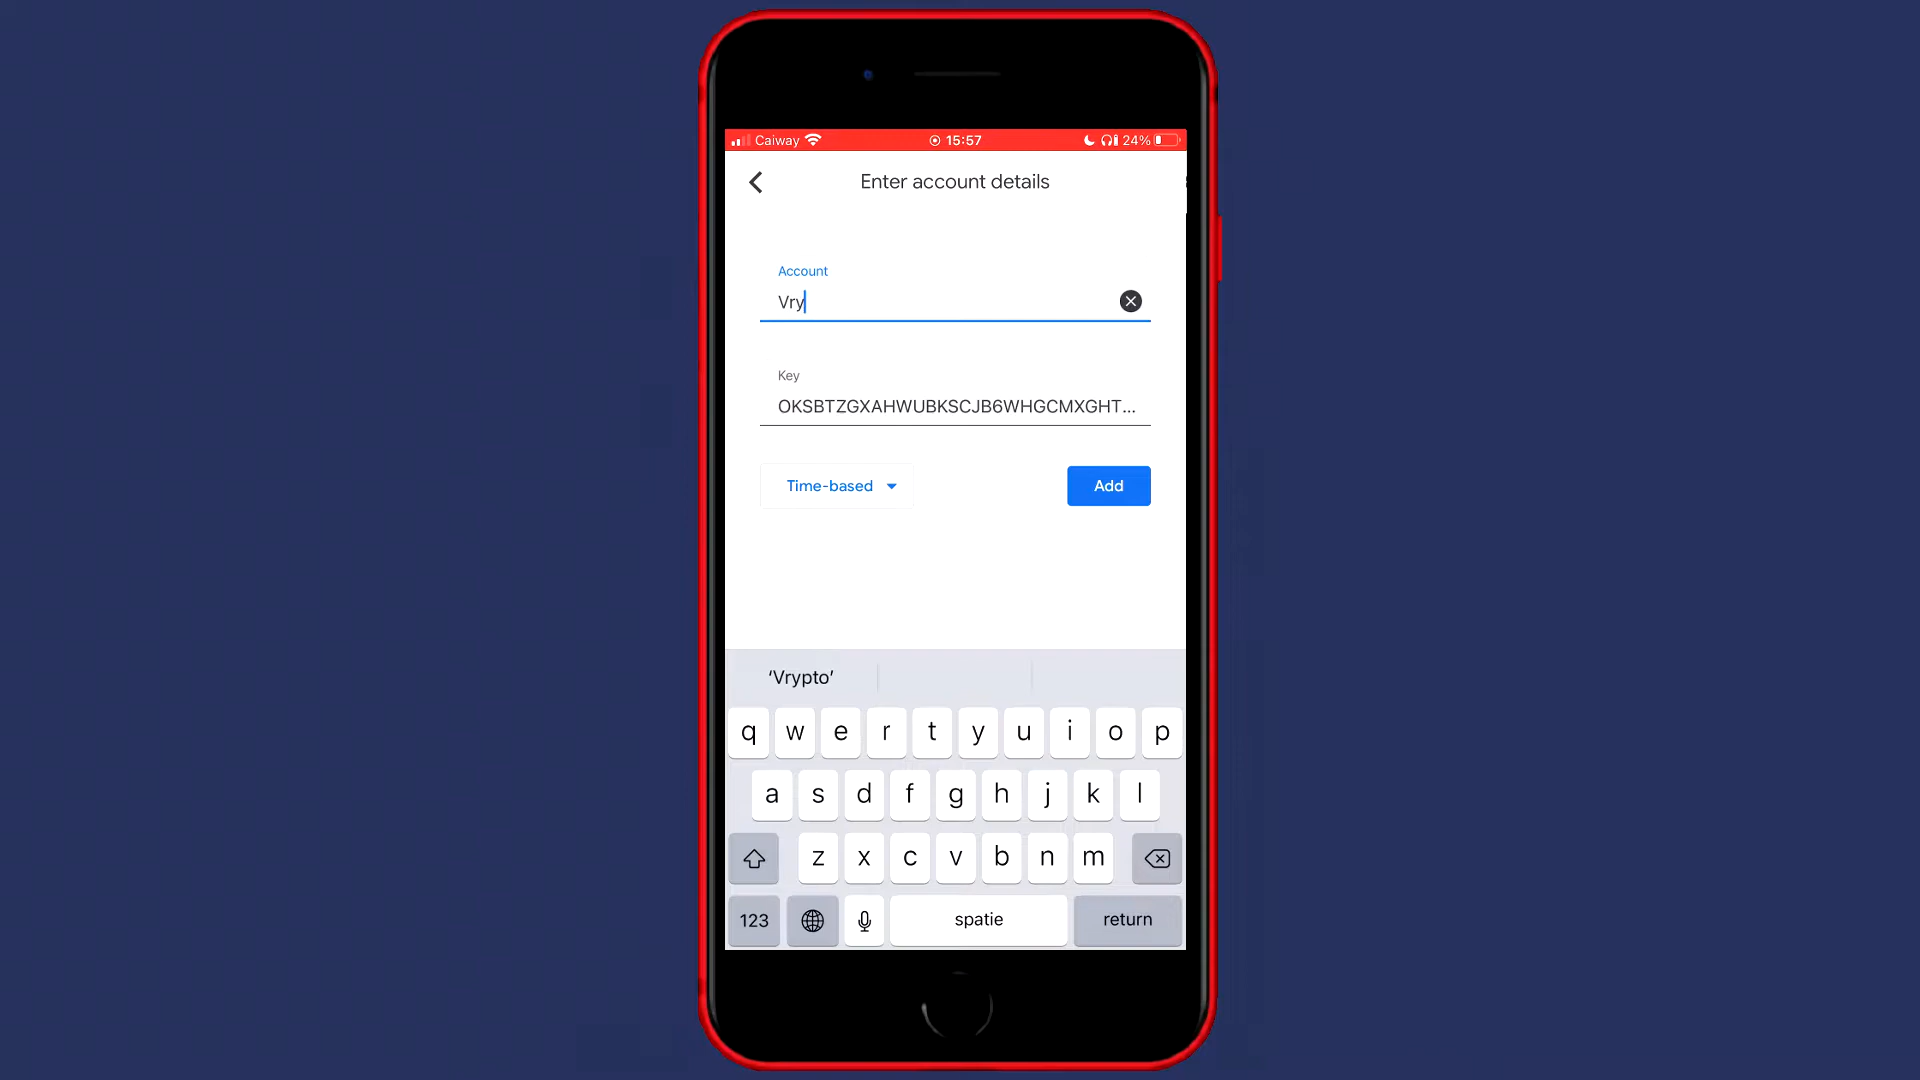 Caiway 15:57 24%
Enter account details
Account
Vry
Key
OKSBTZGXAHWUBKSCJB6WHGCMXGHT...
Time-based Add
‘Vrypto’
q w e r t y u i o p
a s d f g h j k l
z x c v b n m
123 spatie return